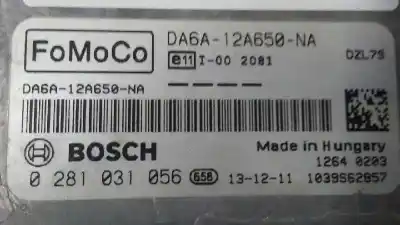 FoMoCo DA6A-12A650-NA
e11 I-00 2081 DZL75
DA6A-12A650-NA
BOSCH Made in Hungary
1264 0203
0 281 031 056 658 13-12-11 1039S62857